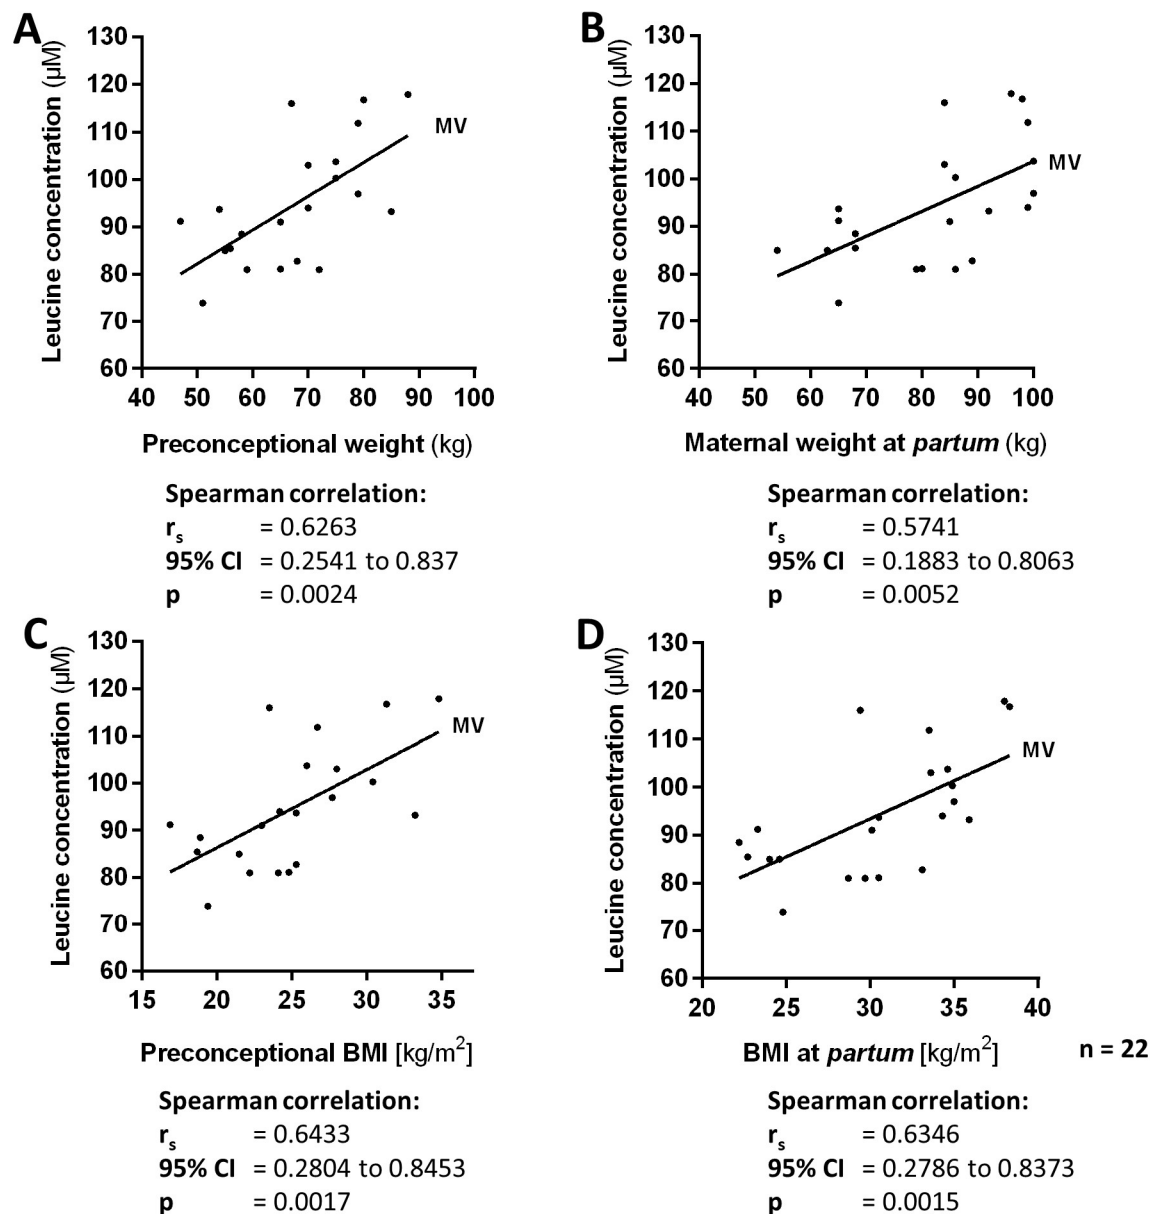 A
B
Leucine concentration (µM)
130
120
110
100
90
80
70
60
40 50 60 70 80 90 100
MV
Preconceptional weight (kg)
Leucine concentration (µM)
130
120
110
100
90
80
70
60
40 50 60 70 80 90 100
MV
Maternal weight at partum (kg)
Spearman correlation:
rs = 0.6263
95% CI = 0.2541 to 0.837
p = 0.0024
Spearman correlation:
rs = 0.5741
95% CI = 0.1883 to 0.8063
p = 0.0052
C
D
Leucine concentration (µM)
130
120
110
100
90
80
70
60
15 20 25 30 35
MV
Preconceptional BMI [kg/m²]
Leucine concentration (µM)
130
120
110
100
90
80
70
60
20 25 30 35 40
MV
BMI at partum [kg/m²]
n = 22
Spearman correlation:
rs = 0.6433
95% CI = 0.2804 to 0.8453
p = 0.0017
Spearman correlation:
rs = 0.6346
95% CI = 0.2786 to 0.8373
p = 0.0015